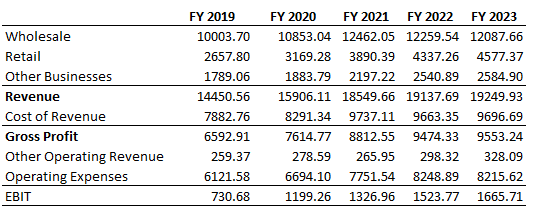 FY 2019 FY 2020 FY 2021 FY 2022 FY 2023
Wholesale 10003.70 10853.04 12462.05 12259.54 12087.66
Retail 2657.80 3169.28 3890.39 4337.26 4577.37
Other Businesses 1789.06 1883.79 2197.22 2540.89 2584.90
Revenue 14450.56 15906.11 18549.66 19137.69 19249.93
Cost of Revenue 7882.76 8291.34 9737.11 9663.35 9696.69
Gross Profit 6592.91 7614.77 8812.55 9474.33 9553.24
Other Operating Revenue 259.37 278.59 265.95 298.32 328.09
Operating Expenses 6121.58 6694.10 7751.54 8248.89 8215.62
EBIT 730.68 1199.26 1326.96 1523.77 1665.71